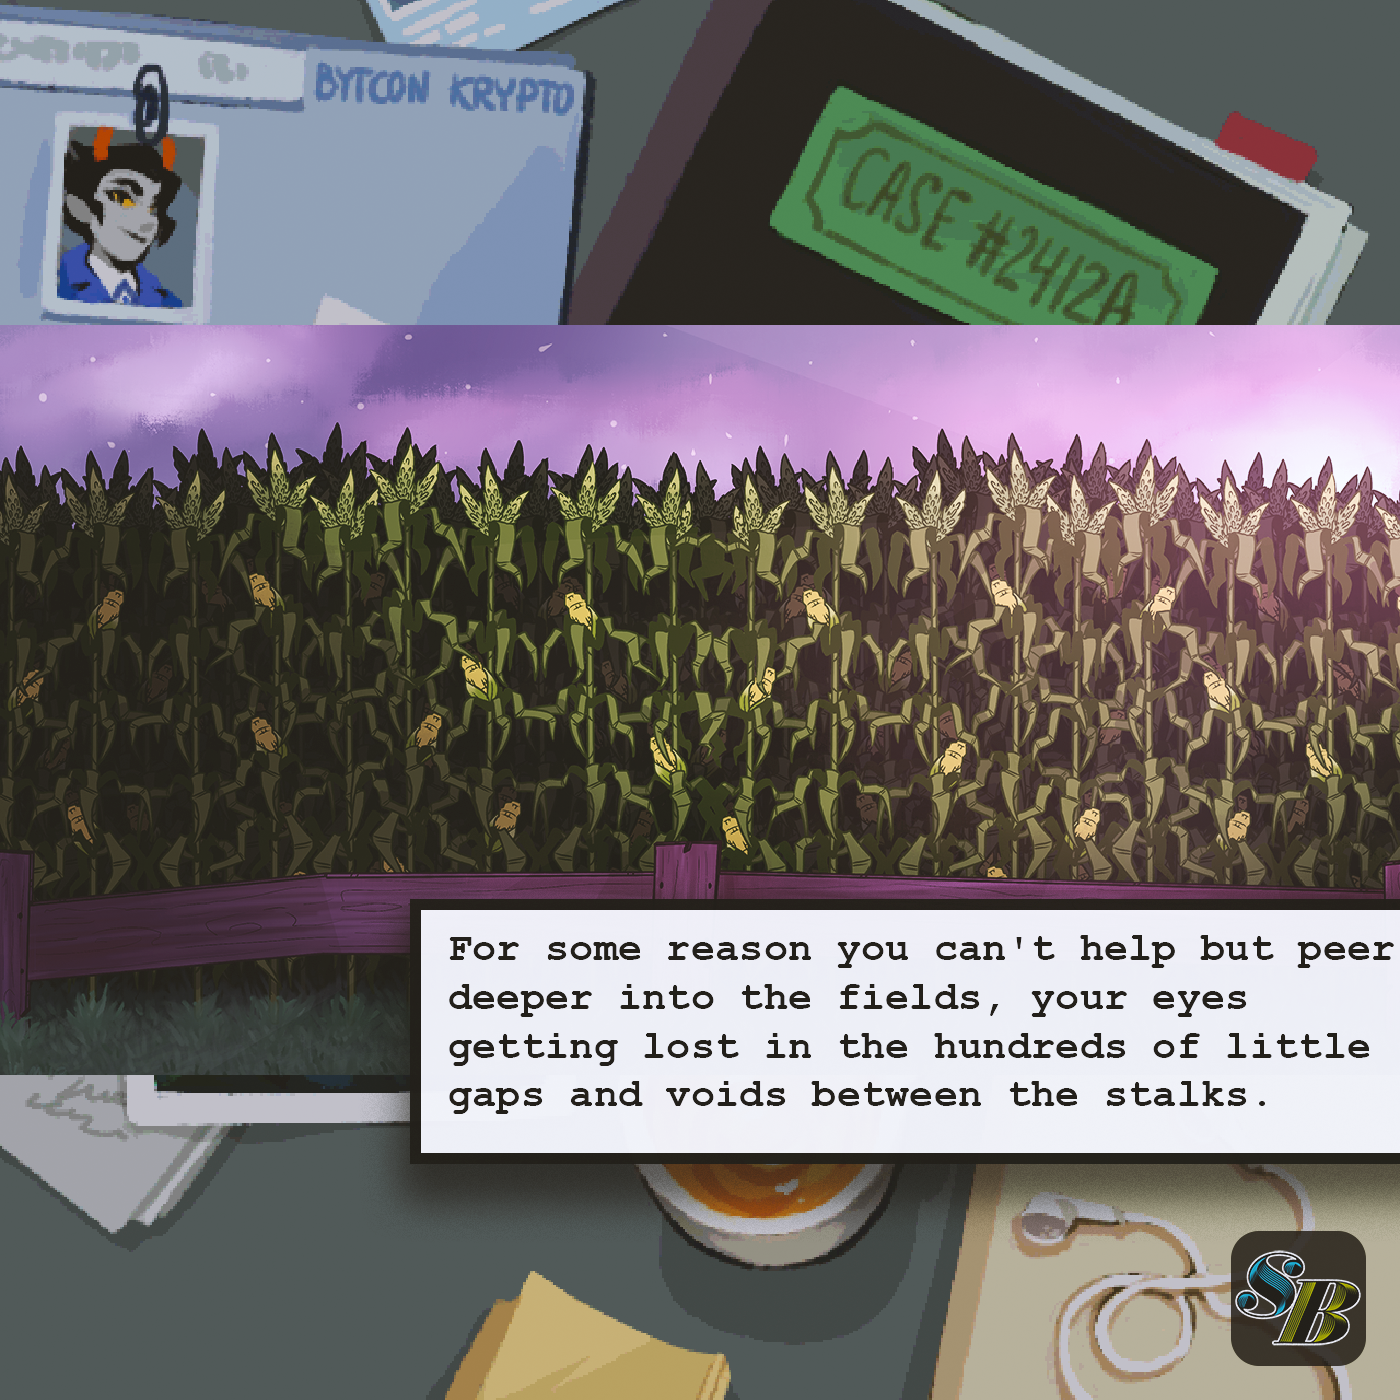 BYTCON KRYPTO
CASE #2412A
For some reason you can't help but peer
deeper into the fields, your eyes
getting lost in the hundreds of little
gaps and voids between the stalks.
SB